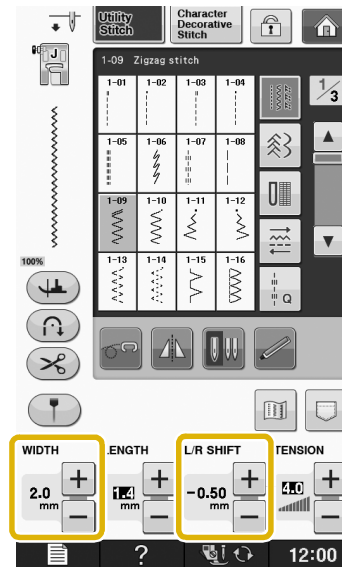 Utility
Stitch
Character
Decorative
Stitch
J
1-09 Zigzag stitch
1-01 1-02 1-03 1-04
1/3
1-05 1-06 1-07 1-08
1-09 1-10 1-11 1-12
1-13 1-14 1-15 1-16
Q
100%
WIDTH LENGTH L/R SHIFT TENSION
2.0 mm + −
1.4 mm + −
-0.50 mm + −
4.0 + −
? 12:00